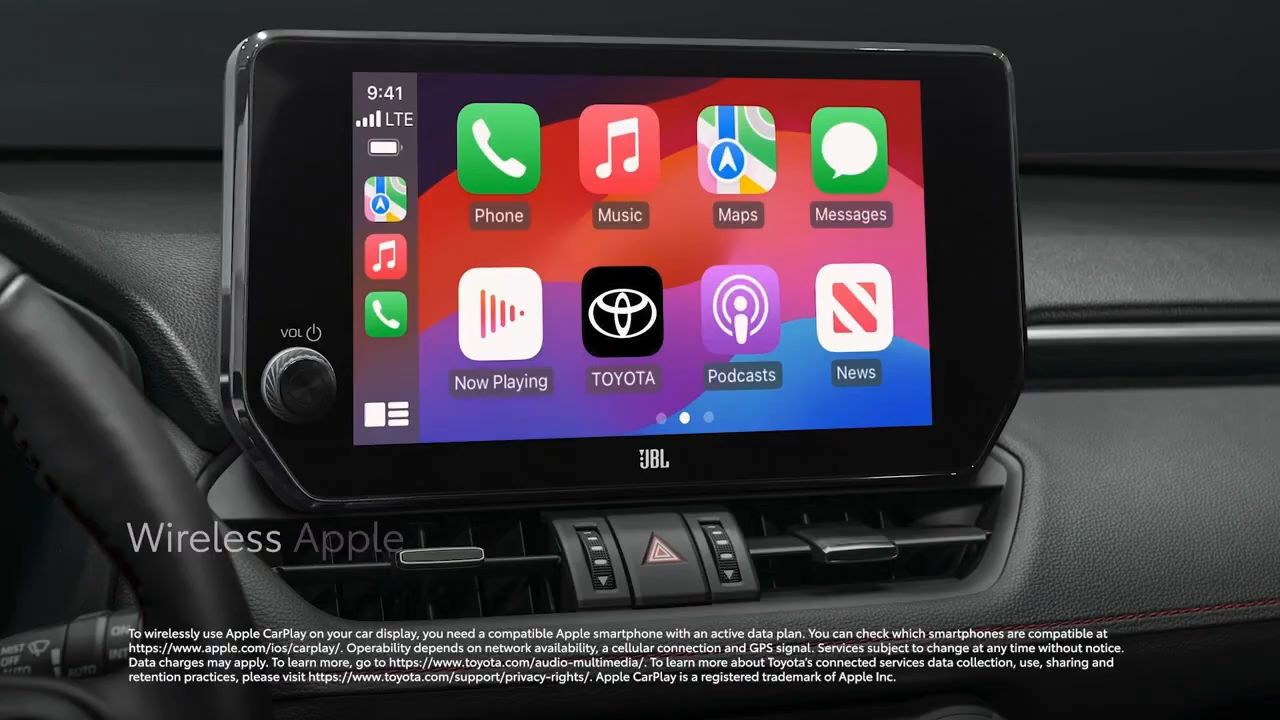 9:41
LTE
Phone
Music
Maps
Messages
VOL
Now Playing
TOYOTA
Podcasts
News
JBL
Wireless Apple
MIST
OFF
AUTO
AUTO
ON
INT
To wirelessly use Apple CarPlay on your car display, you need a compatible Apple smartphone with an active data plan. You can check which smartphones are compatible at
https://www.apple.com/ios/carplay/. Operability depends on network availability, a cellular connection and GPS signal. Services subject to change at any time without notice.
Data charges may apply. To learn more, go to https://www.toyota.com/audio-multimedia/. To learn more about Toyota's connected services data collection, use, sharing and
retention practices, please visit https://www.toyota.com/support/privacy-rights/. Apple CarPlay is a registered trademark of Apple Inc.